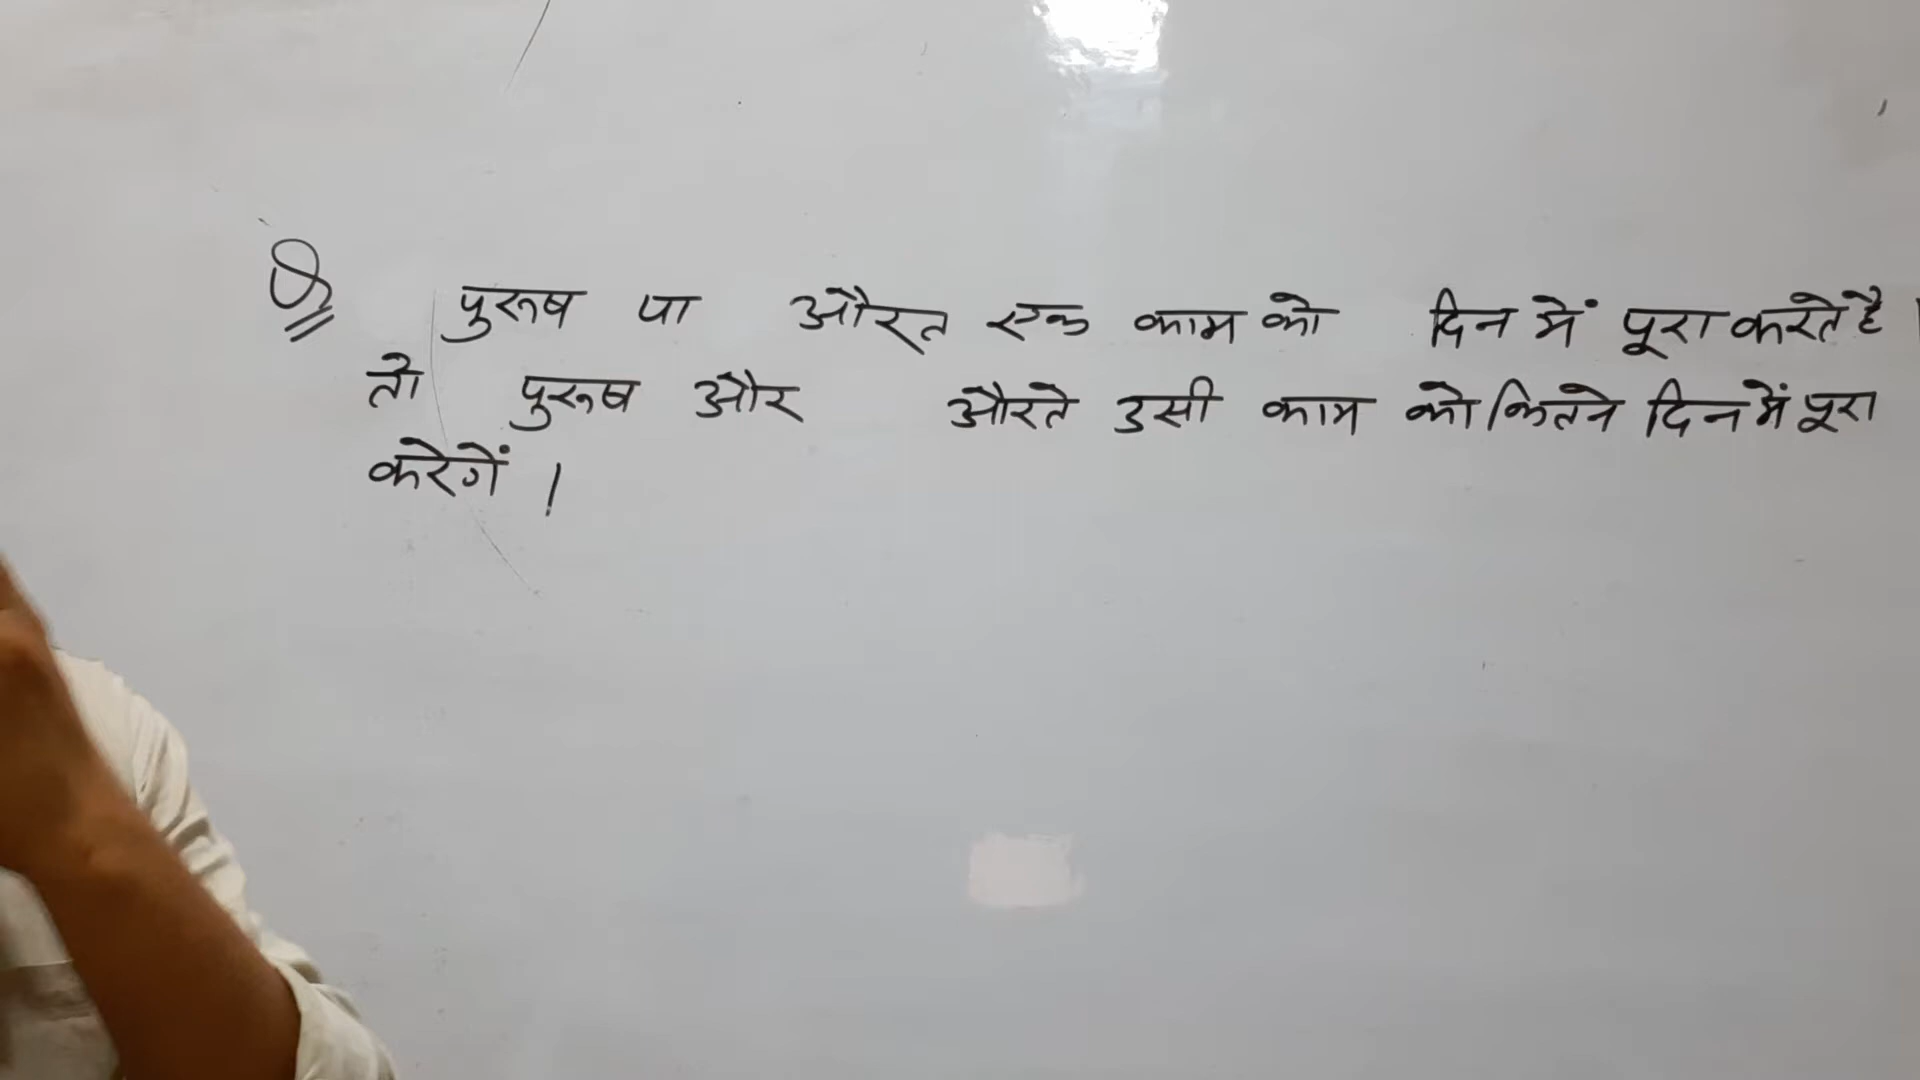 Q पुरूष या औरत एक काम को दिन में पूरा करते है।
तो पुरूष और औरते उसी काम को कितने दिन में पूरा
करेगें।